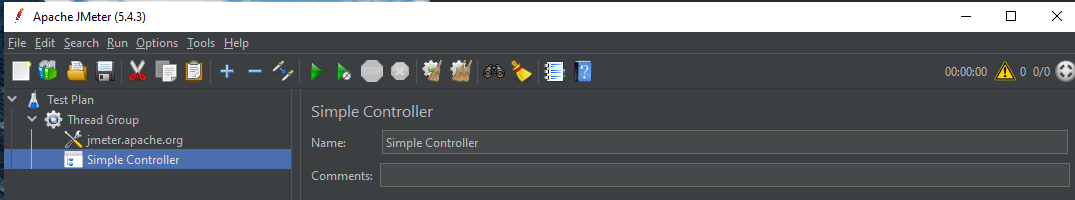 Apache JMeter (5.4.3)
File Edit Search Run Options Tools Help
STOP 00:00:00 0 0/0
Test Plan
Thread Group
jmeter.apache.org
Simple Controller
Simple Controller
Name: Simple Controller
Comments: